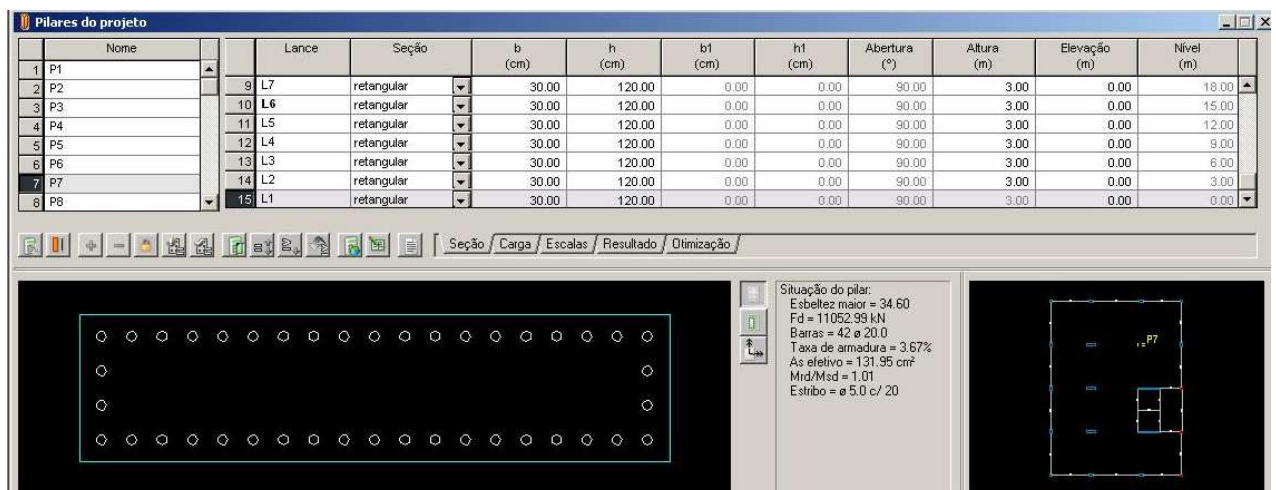 Pilares do projeto
Nome
1 P1
2 P2
3 P3
4 P4
5 P5
6 P6
7 P7
8 P8
Lance Seção b (cm) h (cm) b1 (cm) h1 (cm) Abertura (°) Altura (m) Elevação (m) Nível (m)
9 L7 retangular 30.00 120.00 0.00 0.00 90.00 3.00 0.00 18.00
10 L6 retangular 30.00 120.00 0.00 0.00 90.00 3.00 0.00 15.00
11 L5 retangular 30.00 120.00 0.00 0.00 90.00 3.00 0.00 12.00
12 L4 retangular 30.00 120.00 0.00 0.00 90.00 3.00 0.00 9.00
13 L3 retangular 30.00 120.00 0.00 0.00 90.00 3.00 0.00 6.00
14 L2 retangular 30.00 120.00 0.00 0.00 90.00 3.00 0.00 3.00
15 L1 retangular 30.00 120.00 0.00 0.00 90.00 3.00 0.00 0.00
Seção / Carga / Escalas / Resultado / Otimização /
Situação do pilar:
Esbeltez maior = 34.60
Fd = 11052.99 kN
Barras = 42 ø 20.0
Taxa de armadura = 3.67%
As efetivo = 131.95 cm²
Mrd/Msd = 1.01
Estribo = ø 5.0 c/ 20
P7